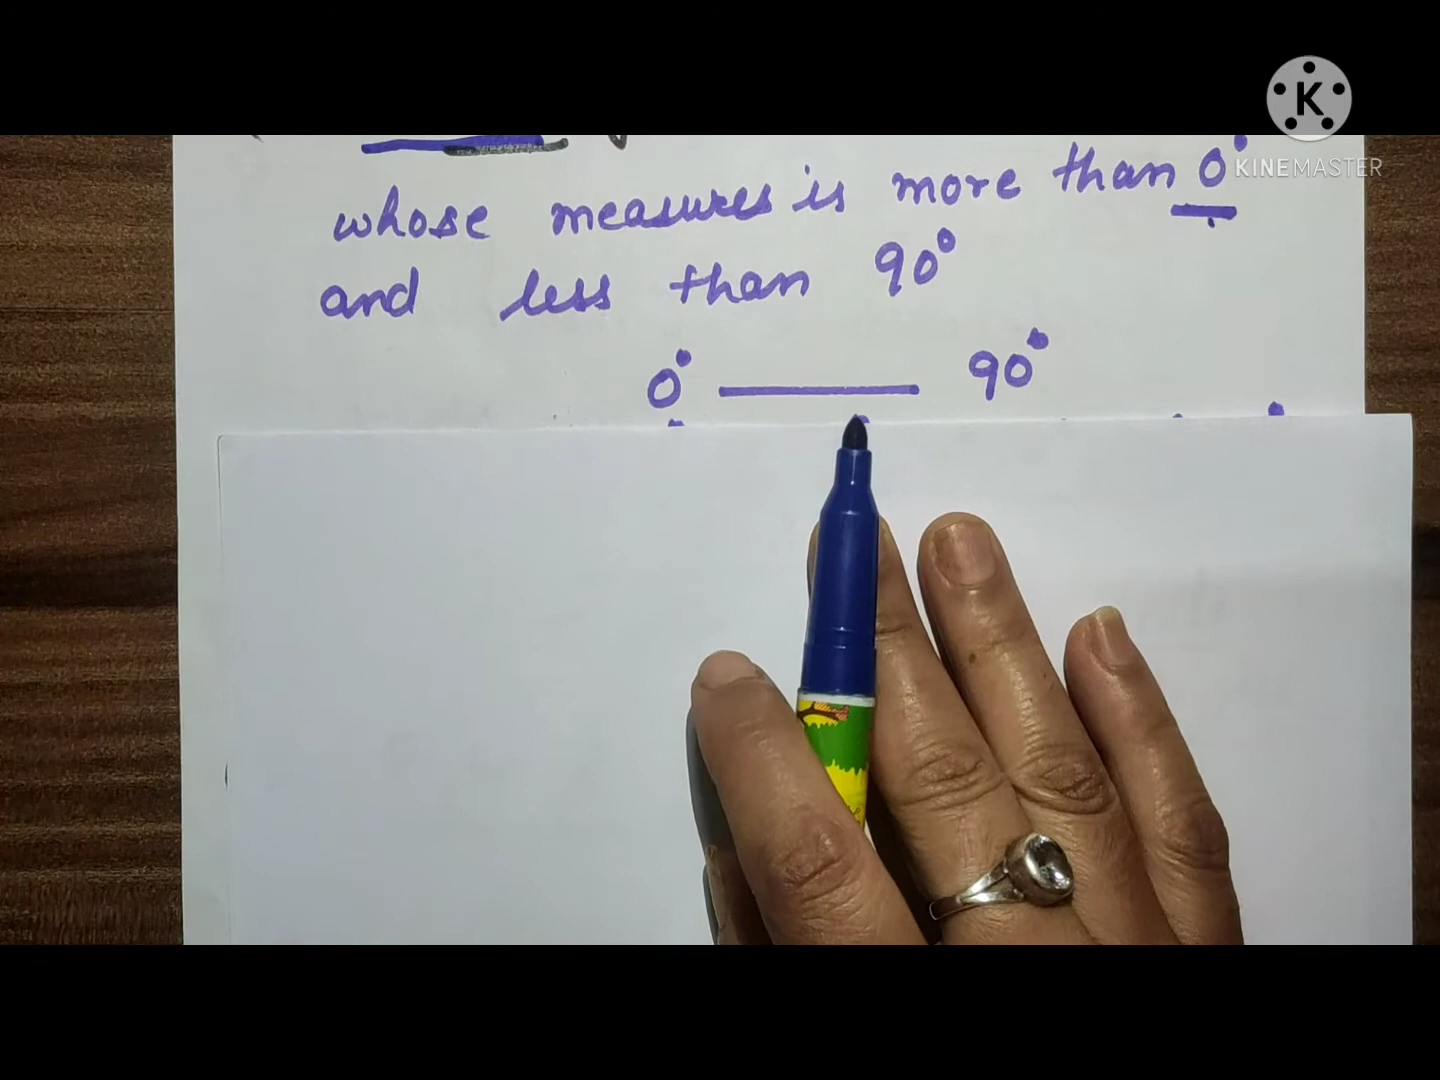 K
KINEMASTER
whose measures is more than 0°
and less than 90°
0° 90°